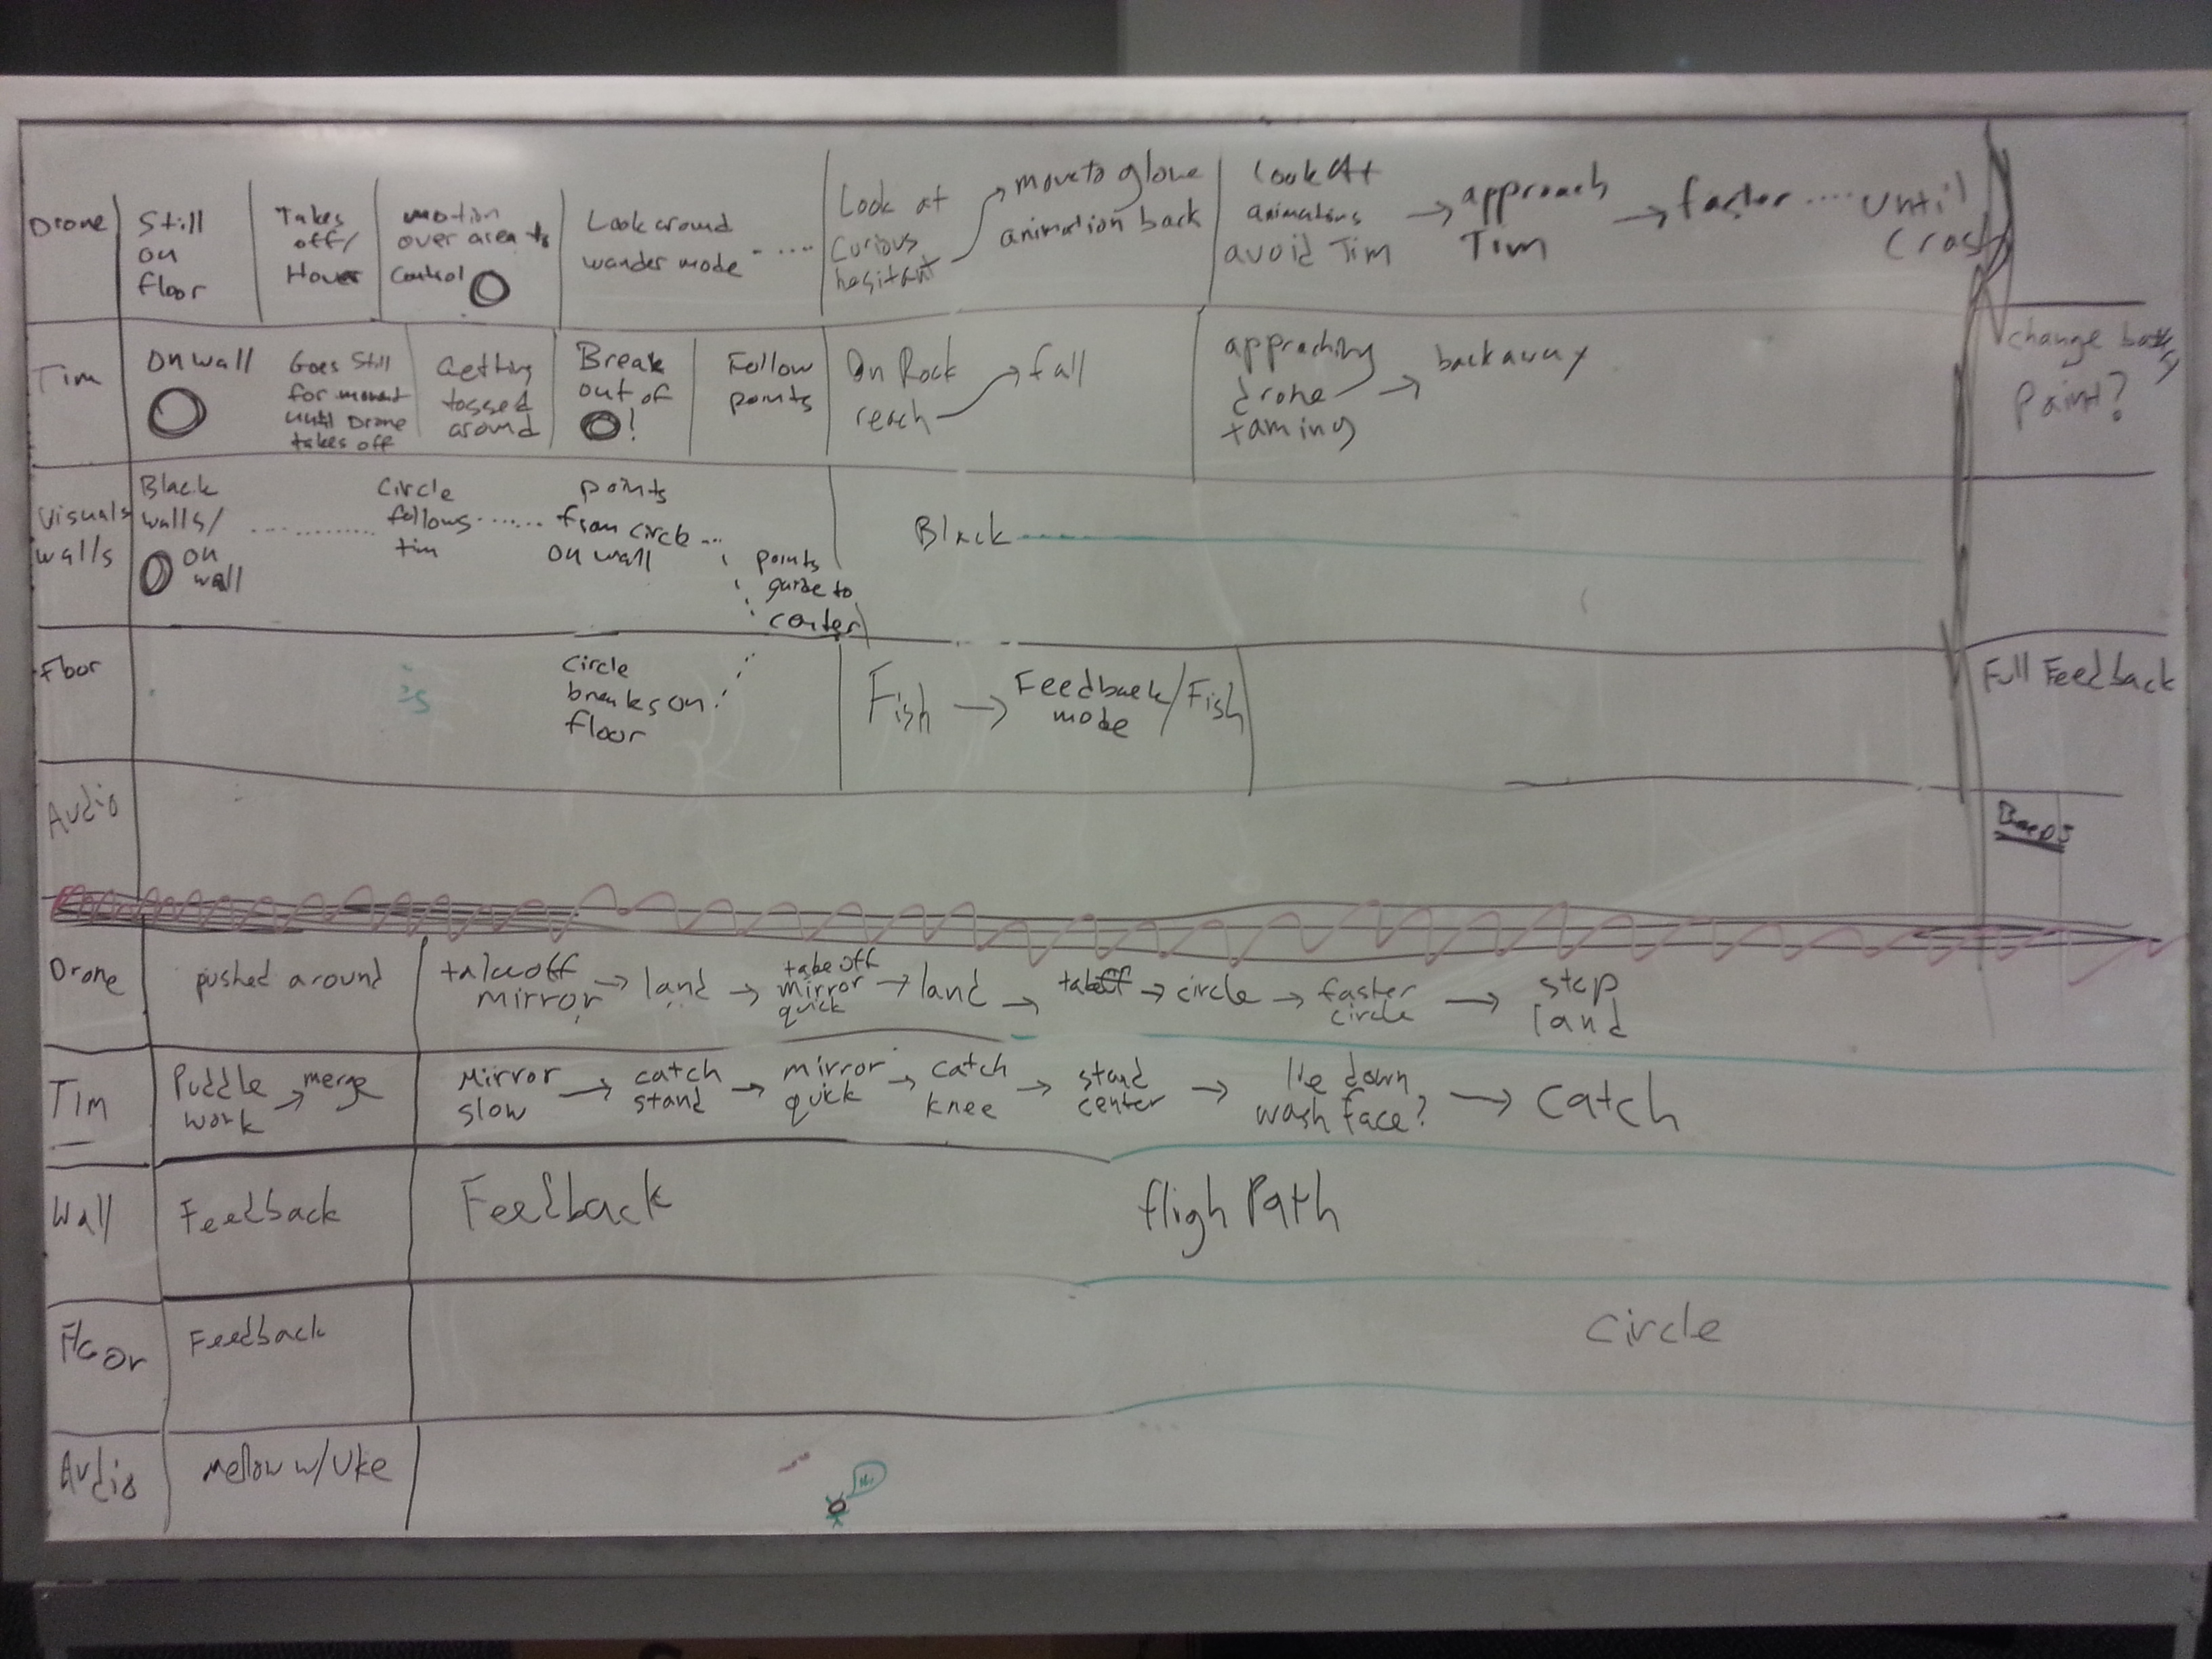 Drone
Still
on
floor
Takes
off/
Hover
motion
over area to
control
Look around
wander mode
Look at
curious
hesitant
move to glove
animation back
Look At
animations
avoid Tim
approach
Tim
faster .... until
Crash
Tim
On wall
Goes still
for moment
until Drone
takes off
Getting
tossed
around
Break
out of
!
Follow
points
On Rock
reach
fall
appraching
drone
taming
back away
change
Point?
Visuals
walls
Black
walls/
on
wall
circle
follows
tim
points
from circle
on wall
points
guide to
center
Black
Floor
is
circle
breaks on
floor
Fish
Feedback/Fish
mode
Full Feedback
Audio
Beeps
Drone
pushed around
takeoff
mirror
land
take off
mirror
quick
land
takeoff
circle
faster
circle
stop
land
Tim
Puddle
work
merge
Mirror
slow
catch
stand
mirror
quick
catch
knee
stand
center
lie down
wash face?
catch
Wall
Feedback
Feedback
fligh Path
Floor
Feedback
circle
Audio
Mellow w/ Uke
Hi